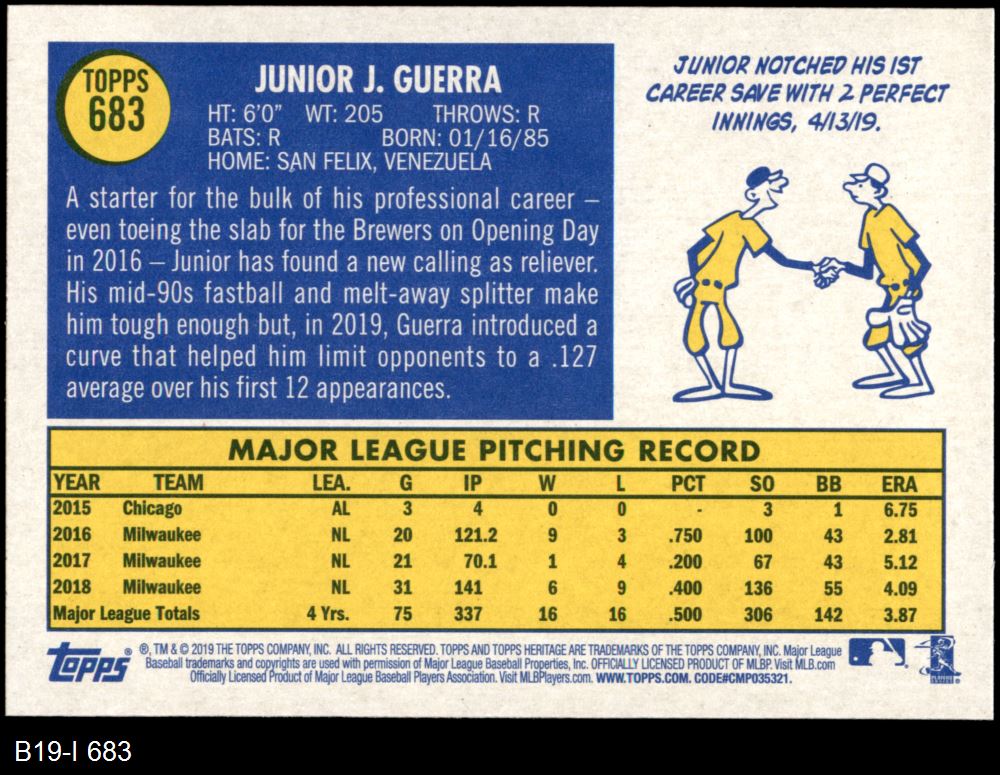 TOPPS
683
JUNIOR J. GUERRA
HT: 6'0" WT: 205 THROWS: R
BATS: R BORN: 01/16/85
HOME: SAN FELIX, VENEZUELA
A starter for the bulk of his professional career –
even toeing the slab for the Brewers on Opening Day
in 2016 – Junior has found a new calling as reliever.
His mid-90s fastball and melt-away splitter make
him tough enough but, in 2019, Guerra introduced a
curve that helped him limit opponents to a .127
average over his first 12 appearances.
JUNIOR NOTCHED HIS 1ST
CAREER SAVE WITH 2 PERFECT
INNINGS, 4/13/19.
MAJOR LEAGUE PITCHING RECORD
YEAR TEAM LEA. G IP W L PCT SO BB ERA
2015 Chicago AL 3 4 0 0 - 3 1 6.75
2016 Milwaukee NL 20 121.2 9 3 .750 100 43 2.81
2017 Milwaukee NL 21 70.1 1 4 .200 67 43 5.12
2018 Milwaukee NL 31 141 6 9 .400 136 55 4.09
Major League Totals 4 Yrs. 75 337 16 16 .500 306 142 3.87
Topps®
®, TM & © 2019 THE TOPPS COMPANY, INC. ALL RIGHTS RESERVED. TOPPS AND TOPPS HERITAGE ARE TRADEMARKS OF THE TOPPS COMPANY, INC. Major League
Baseball trademarks and copyrights are used with permission of Major League Baseball Properties, Inc. OFFICIALLY LICENSED PRODUCT OF MLBP. Visit MLB.com
Officially Licensed Product of Major League Baseball Players Association. Visit MLBPlayers.com. WWW.TOPPS.COM. CODE#CMP035321.
B19-I 683